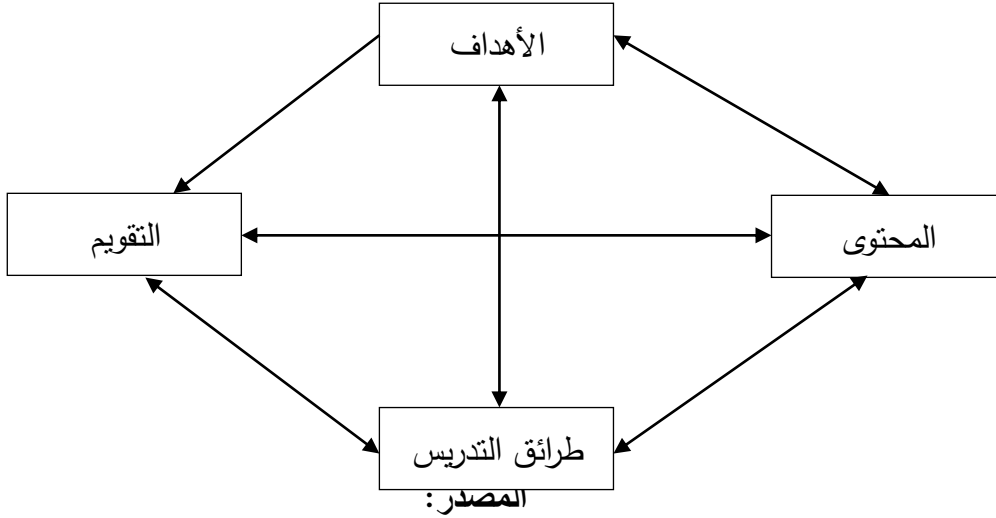 الأهداف
المحتوى
التقويم
طرائق التدريس
المصدر: